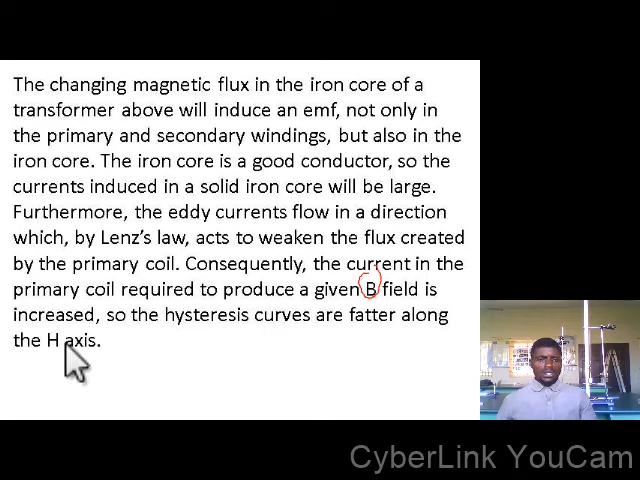 The changing magnetic flux in the iron core of a
transformer above will induce an emf, not only in
the primary and secondary windings, but also in the
iron core. The iron core is a good conductor, so the
currents induced in a solid iron core will be large.
Furthermore, the eddy currents flow in a direction
which, by Lenz's law, acts to weaken the flux created
by the primary coil. Consequently, the current in the
primary coil required to produce a given B field is
increased, so the hysteresis curves are fatter along
the H axis.
CyberLink YouCam